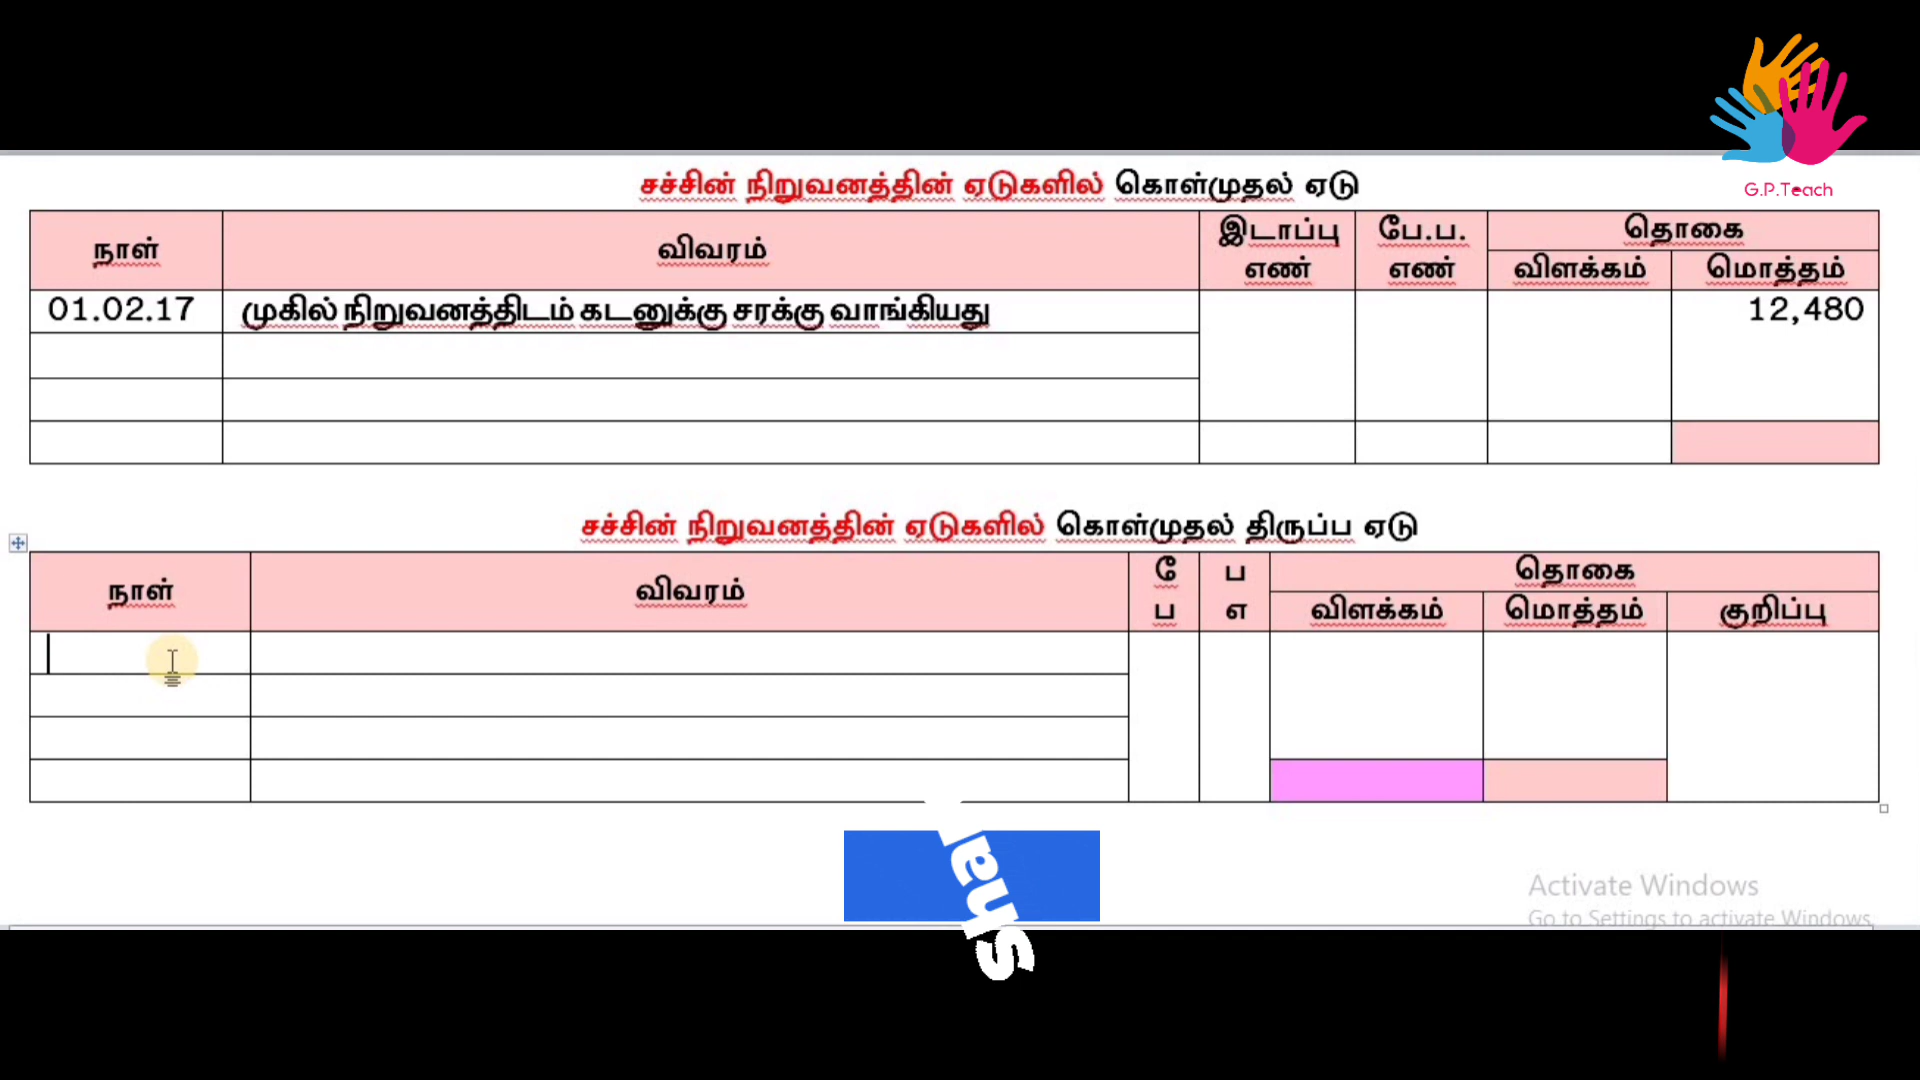 G.P.Teach
சச்சின் நிறுவனத்தின் ஏடுகளில் கொள்முதல் ஏடு
நாள் விவரம் இடாப்பு எண் பே.ப. எண் தொகை
விளக்கம் மொத்தம்
01.02.17 முகில் நிறுவனத்திடம் கடனுக்கு சரக்கு வாங்கியது 12,480
சச்சின் நிறுவனத்தின் ஏடுகளில் கொள்முதல் திருப்ப ஏடு
நாள் விவரம் பே ப ப எ தொகை
விளக்கம் மொத்தம் குறிப்பு
Activate Windows
Go to Settings to activate Windows.